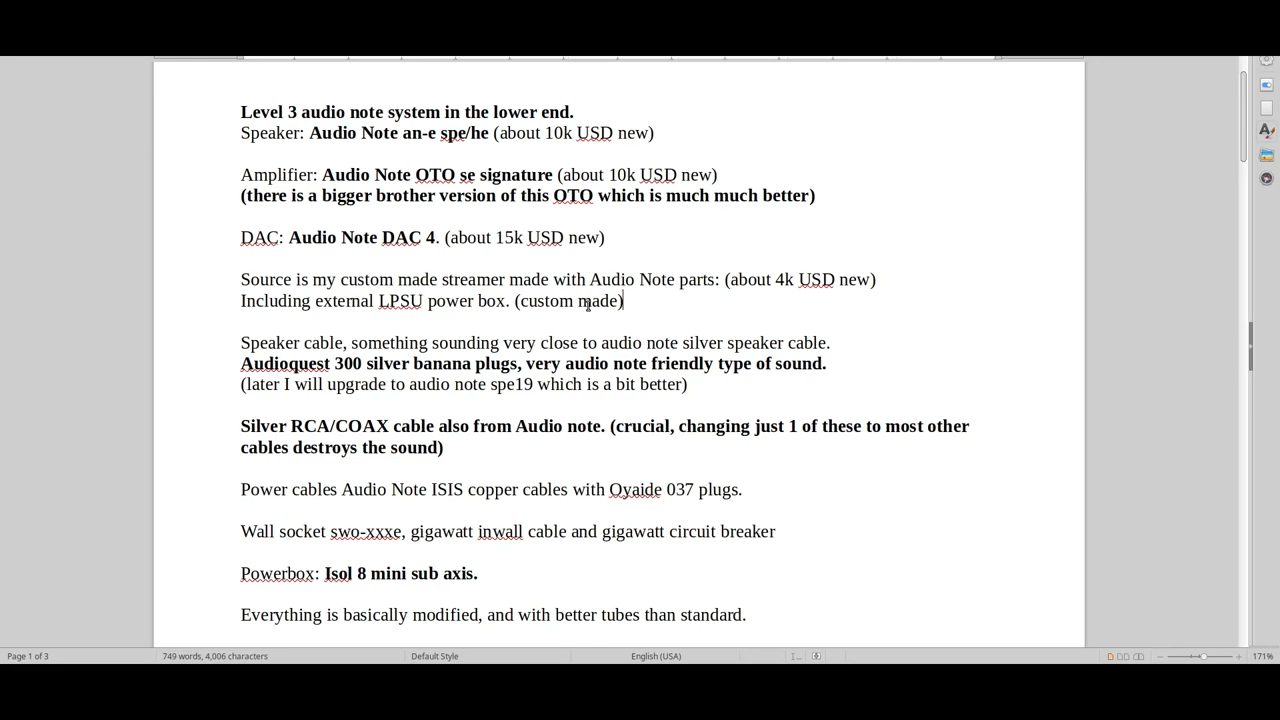 Level 3 audio note system in the lower end.
Speaker: Audio Note an-e spe/he (about 10k USD new)
Amplifier: Audio Note OTO se signature (about 10k USD new)
(there is a bigger brother version of this OTO which is much much better)
DAC: Audio Note DAC 4. (about 15k USD new)
Source is my custom made streamer made with Audio Note parts: (about 4k USD new)
Including external LPSU power box. (custom made)
Speaker cable, something sounding very close to audio note silver speaker cable.
Audioquest 300 silver banana plugs, very audio note friendly type of sound.
(later I will upgrade to audio note spe19 which is a bit better)
Silver RCA/COAX cable also from Audio note. (crucial, changing just 1 of these to most other
cables destroys the sound)
Power cables Audio Note ISIS copper cables with Oyaide 037 plugs.
Wall socket swo-xxxe, gigawatt inwall cable and gigawatt circuit breaker
Powerbox: Isol 8 mini sub axis.
Everything is basically modified, and with better tubes than standard.
Page 1 of 3 749 words, 4,006 characters Default Style English (USA) 171%